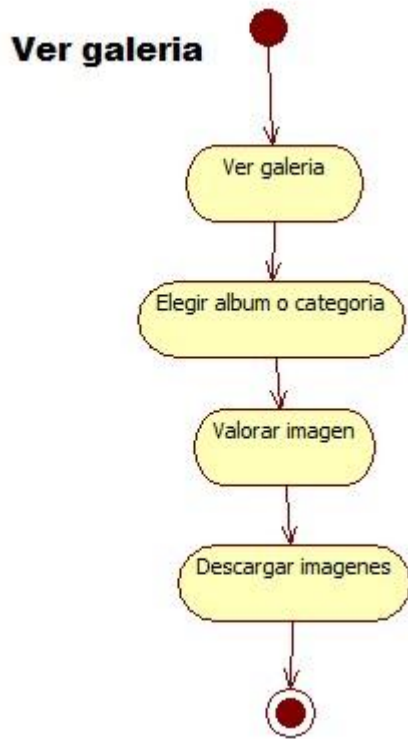 Ver galeria
Ver galeria
Elegir album o categoria
Valorar imagen
Descargar imagenes